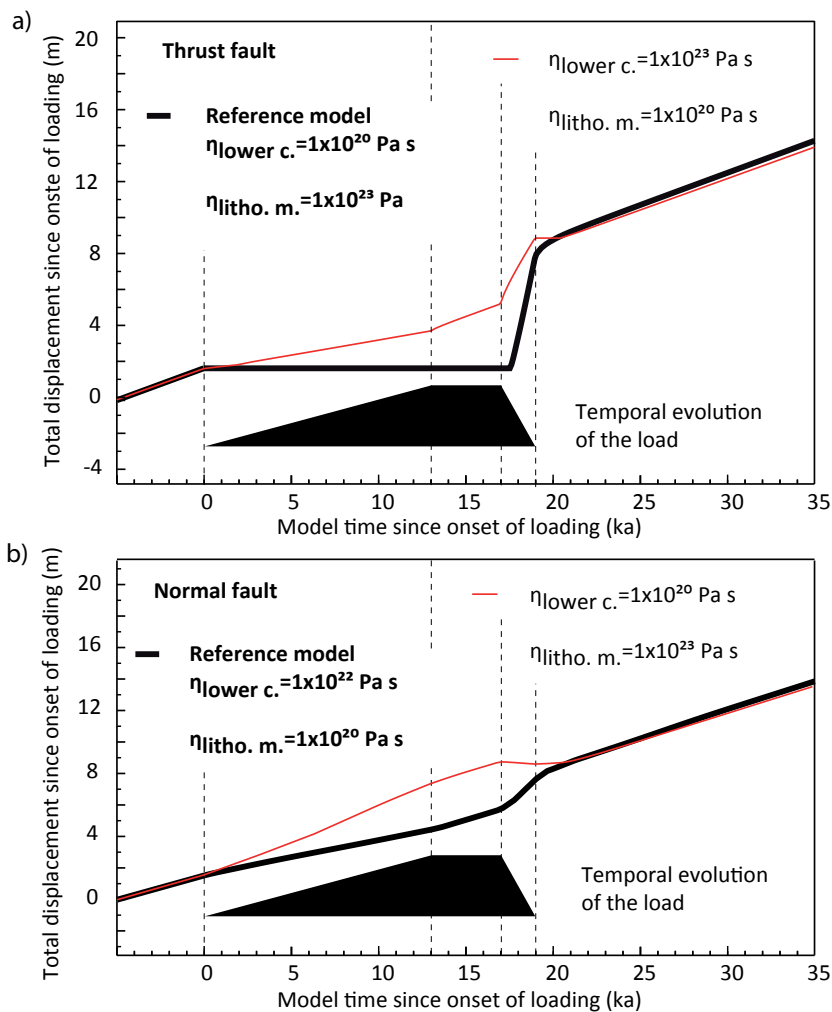 a)
Total displacement since onste of loading (m)
20
16
12
8
4
0
-4
Thrust fault
Reference model
ηlower c.=1x10²⁰ Pa s
ηlitho. m.=1x10²³ Pa
ηlower c.=1x10²³ Pa s
ηlitho. m.=1x10²⁰ Pa s
Temporal evolution
of the load
0 5 10 15 20 25 30 35
Model time since onset of loading (ka)
b)
Total displacement since onset of loading (m)
20
16
12
8
4
0
Normal fault
Reference model
ηlower c.=1x10²² Pa s
ηlitho. m.=1x10²⁰ Pa s
ηlower c.=1x10²⁰ Pa s
ηlitho. m.=1x10²³ Pa s
Temporal evolution
of the load
0 5 10 15 20 25 30 35
Model time since onset of loading (ka)